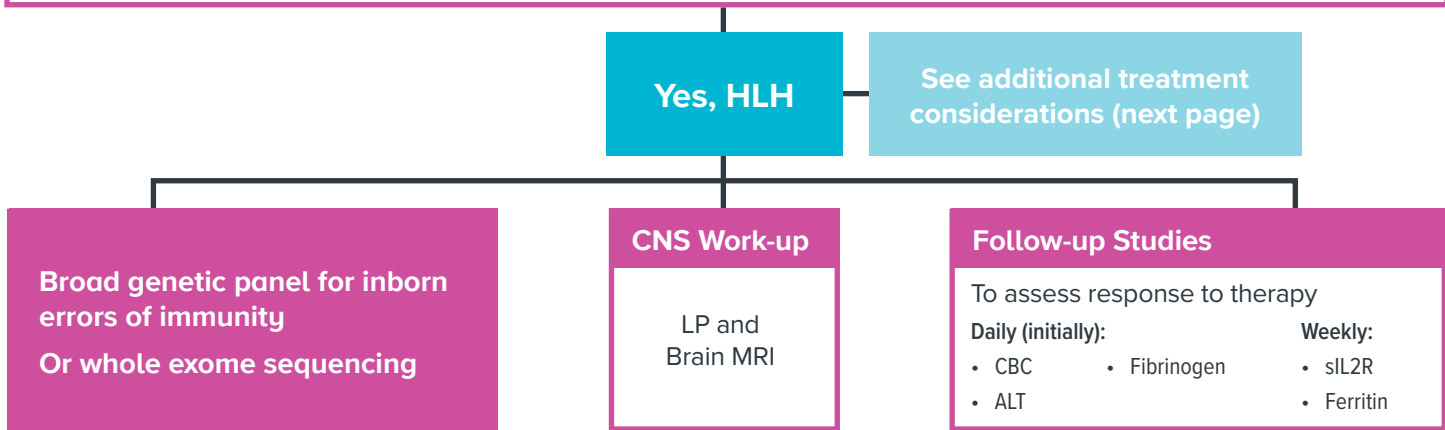 Yes, HLH
See additional treatment
considerations (next page)
Broad genetic panel for inborn
errors of immunity
Or whole exome sequencing
CNS Work-up
LP and
Brain MRI
Follow-up Studies
To assess response to therapy
Daily (initially):
• CBC
• Fibrinogen
• ALT
Weekly:
• sIL2R
• Ferritin